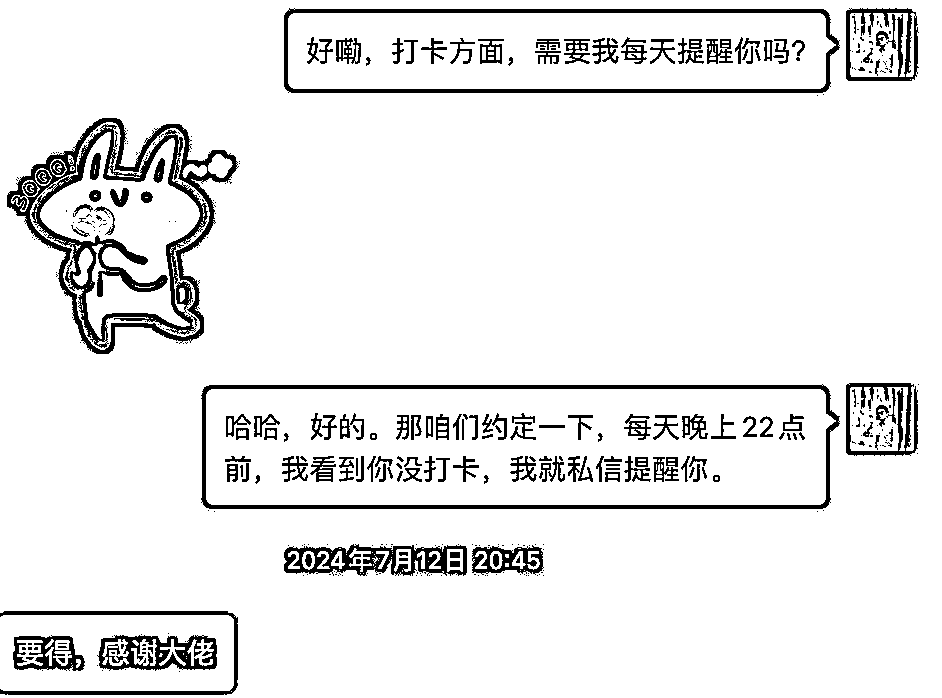 好嘞，打卡方面，需要我每天提醒你吗？
哈哈，好的。那咱们约定一下，每天晚上22点
前，我看到你没打卡，我就私信提醒你。
2024年7月12日 20:45
要得，感谢大佬